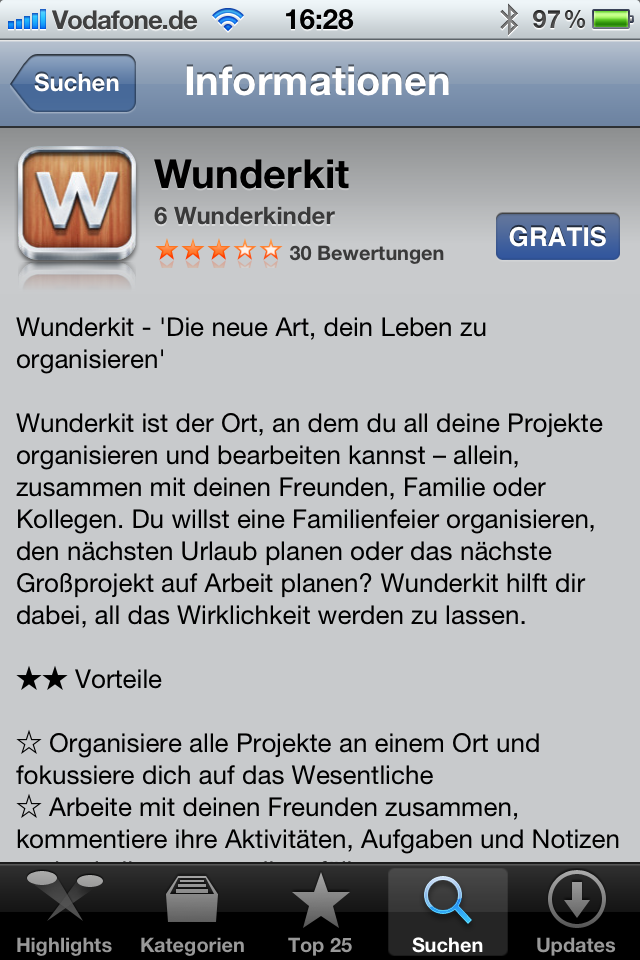 Vodafone.de 16:28 97%
Suchen Informationen
W
Wunderkit
6 Wunderkinder
30 Bewertungen
GRATIS
Wunderkit - 'Die neue Art, dein Leben zu
organisieren'
Wunderkit ist der Ort, an dem du all deine Projekte
organisieren und bearbeiten kannst – allein,
zusammen mit deinen Freunden, Familie oder
Kollegen. Du willst eine Familienfeier organisieren,
den nächsten Urlaub planen oder das nächste
Großprojekt auf Arbeit planen? Wunderkit hilft dir
dabei, all das Wirklichkeit werden zu lassen.
★★ Vorteile
☆ Organisiere alle Projekte an einem Ort und
fokussiere dich auf das Wesentliche
☆ Arbeite mit deinen Freunden zusammen,
kommentiere ihre Aktivitäten, Aufgaben und Notizen
Highlights Kategorien Top 25 Suchen Updates